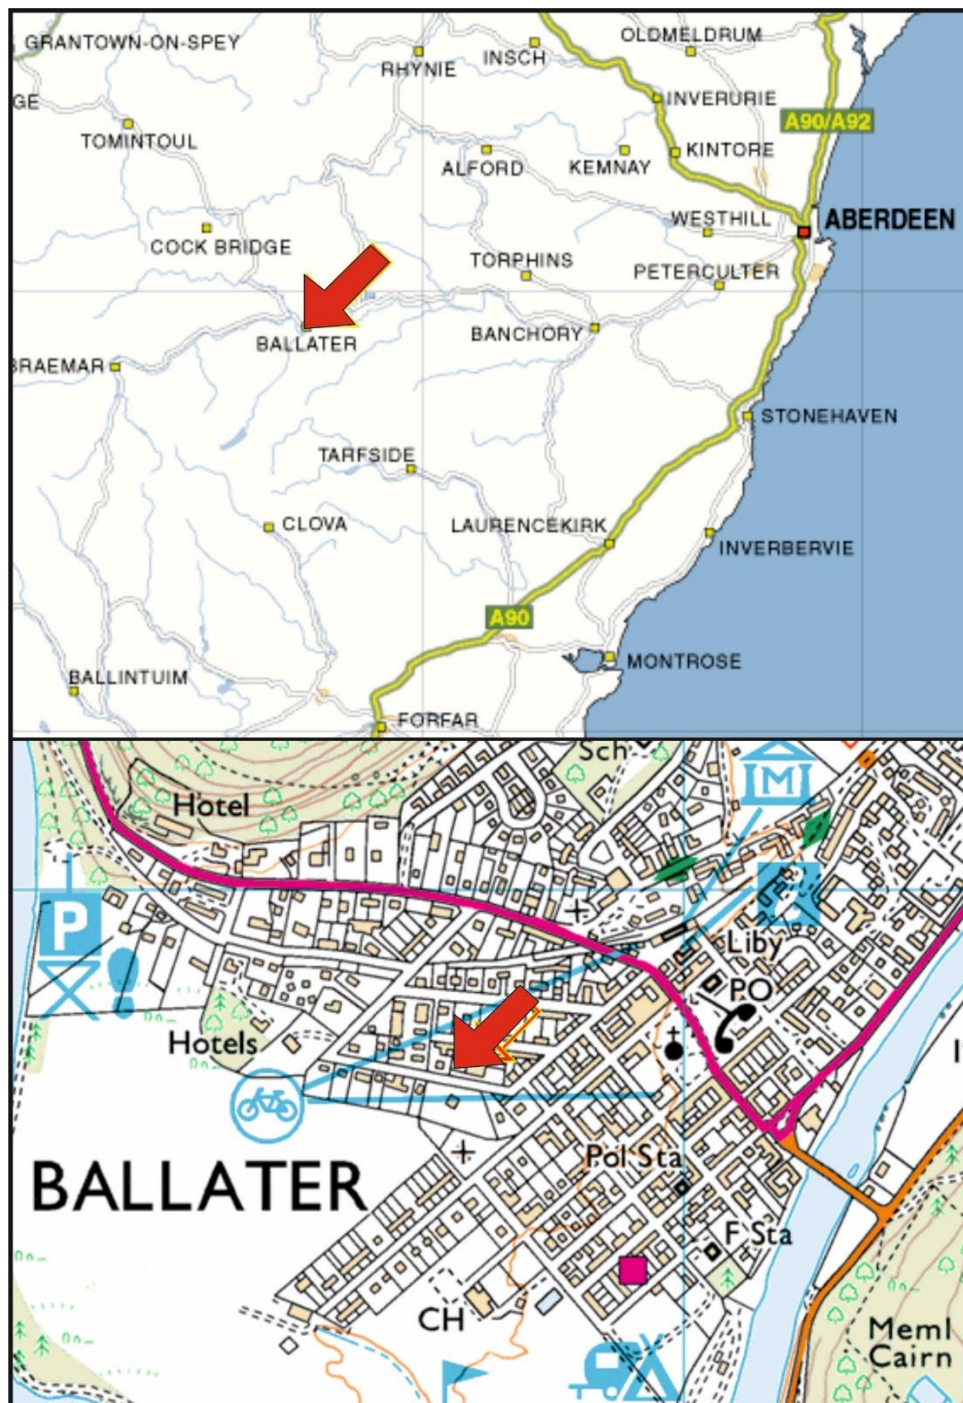 OLDMELDRUM
GRANTOWN-ON-SPEY
INSCH
RHYNIE
GE
INVERURIE
A90/A92
TOMINTOUL
KINTORE
ALFORD
KEMNAY
WESTHILL
ABERDEEN
COCK BRIDGE
TORPHINS
PETERCULTER
BANCHORY
BALLATER
BRAEMAR
STONEHAVEN
TARFSIDE
CLOVA
LAURENCEKIRK
INVERBERVIE
A90
MONTROSE
BALLINTUIM
FORFAR
Sch
M
Hotel
P
Liby
PO
Hotels
Pol Sta
BALLATER
F Sta
CH
Meml
Cairn